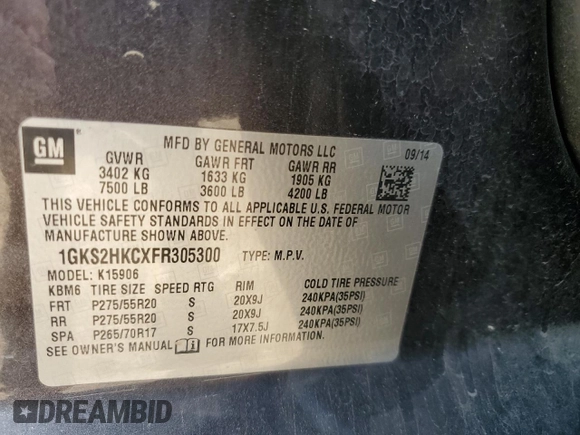 GM
MFD BY GENERAL MOTORS LLC
09/14
GVWR GAWR FRT GAWR RR
3402 KG 1633 KG 1905 KG
7500 LB 3600 LB 4200 LB
THIS VEHICLE CONFORMS TO ALL APPLICABLE U.S. FEDERAL MOTOR
VEHICLE SAFETY STANDARDS IN EFFECT ON THE DATE OF
MANUFACTURE SHOWN ABOVE.
1GKS2HKCXFR305300 TYPE: M.P.V.
MODEL: K15906
KBM6 TIRE SIZE SPEED RTG RIM COLD TIRE PRESSURE
FRT P275/55R20 S 20X9J 240KPA(35PSI)
RR P275/55R20 S 20X9J 240KPA(35PSI)
SPA P265/70R17 S 17X7.5J 240KPA(35PSI)
SEE OWNER'S MANUAL FOR MORE INFORMATION.
DREAMBID